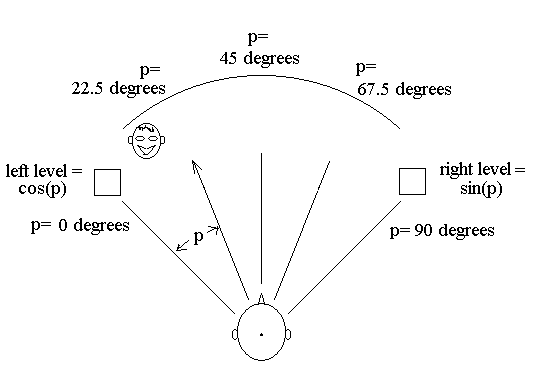 p=
45 degrees
p=
22.5 degrees
p=
67.5 degrees
left level =
cos(p)
right level =
sin(p)
p= 0 degrees
p
p= 90 degrees